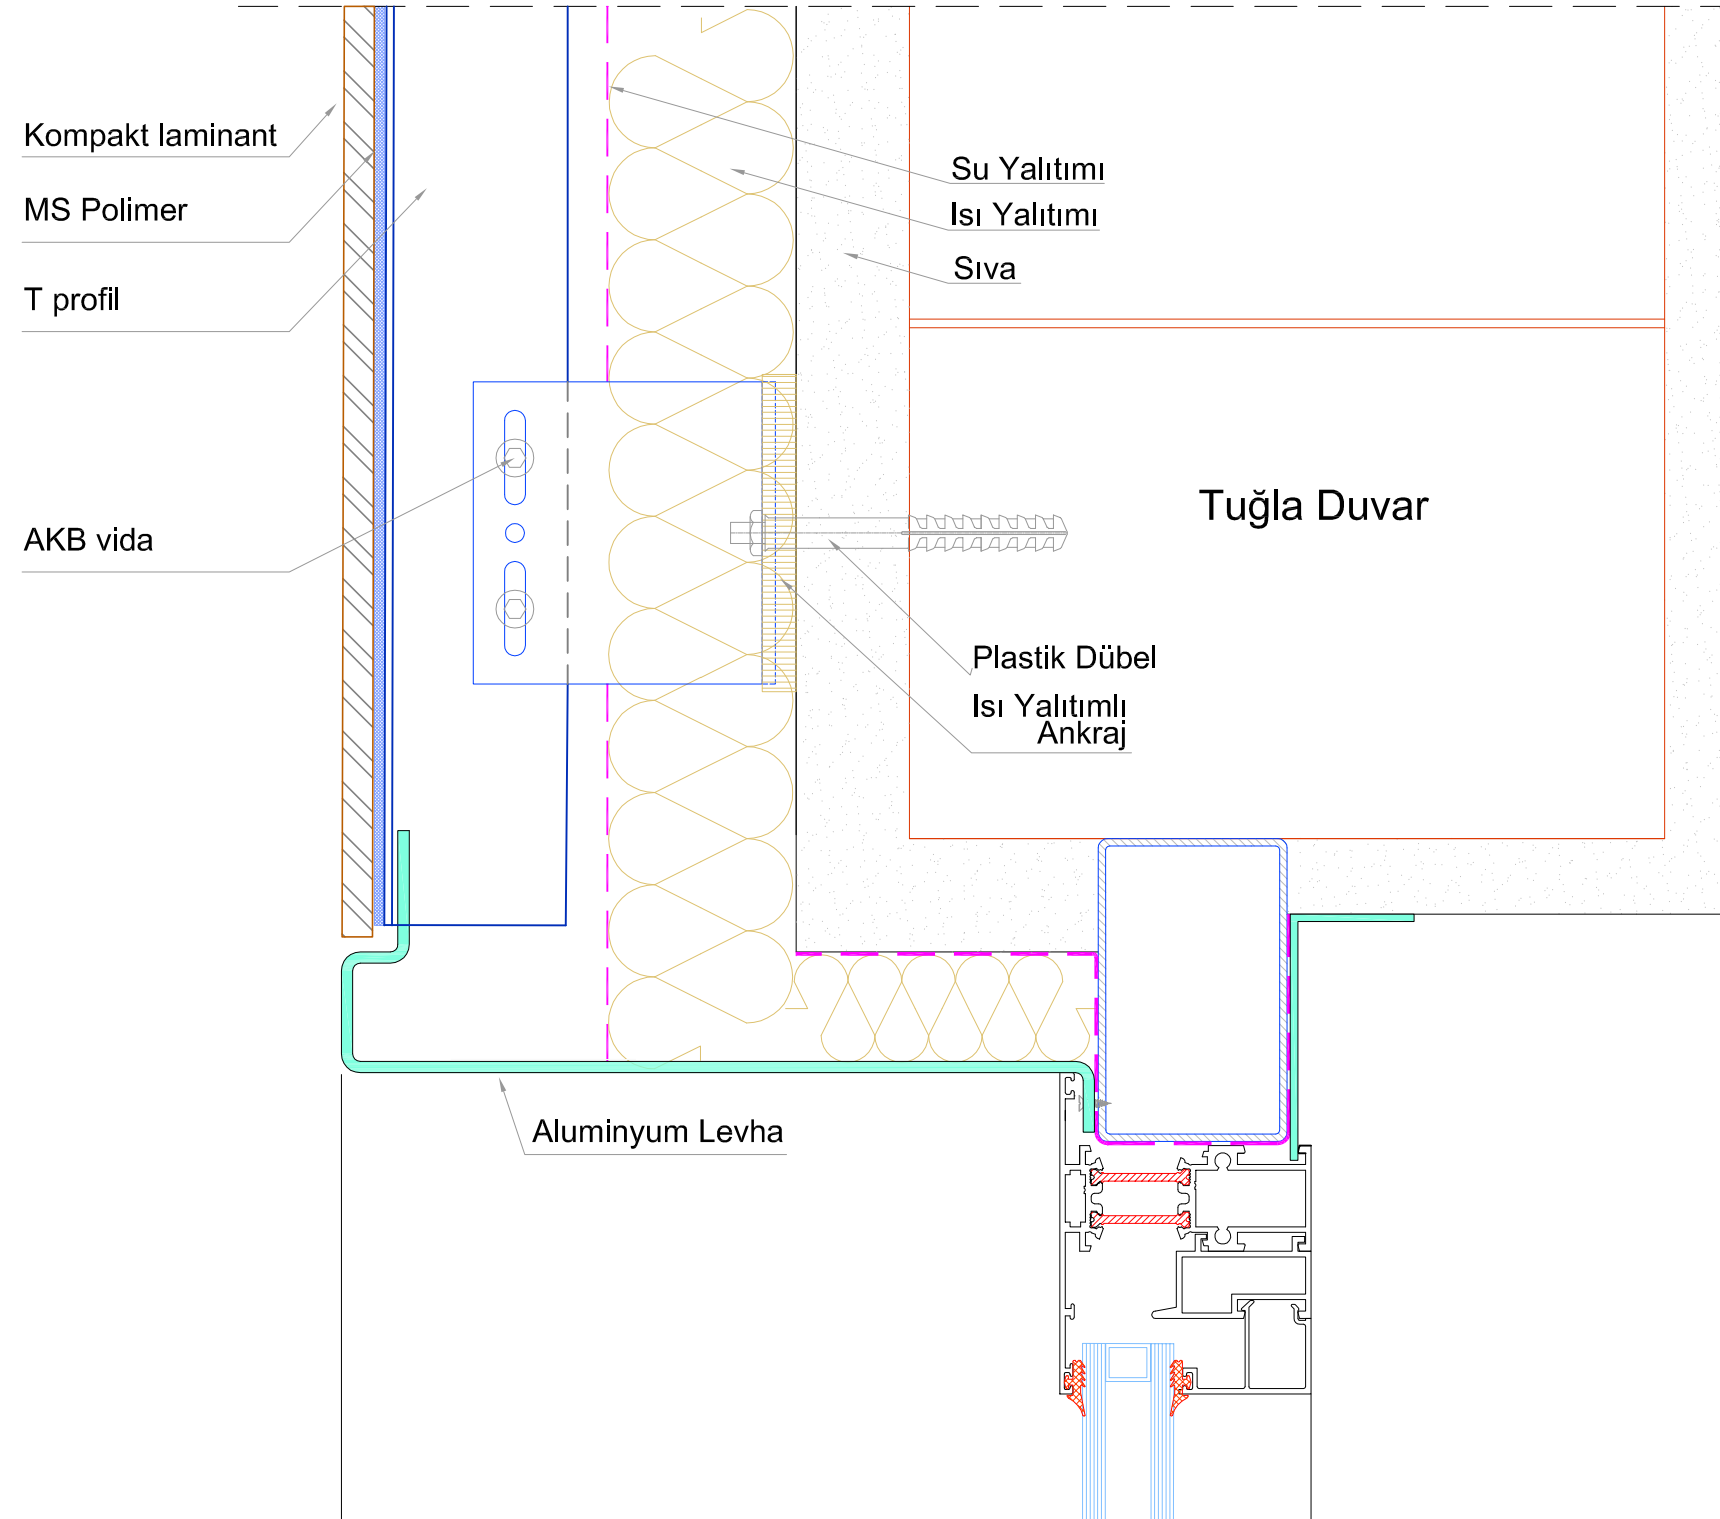 Kompakt laminant
MS Polimer
T profil
AKB vida
Su Yalıtımı
Isı Yalıtımı
Sıva
Tuğla Duvar
Plastik Dübel
Isı Yalıtımlı
Ankraj
Aluminyum Levha